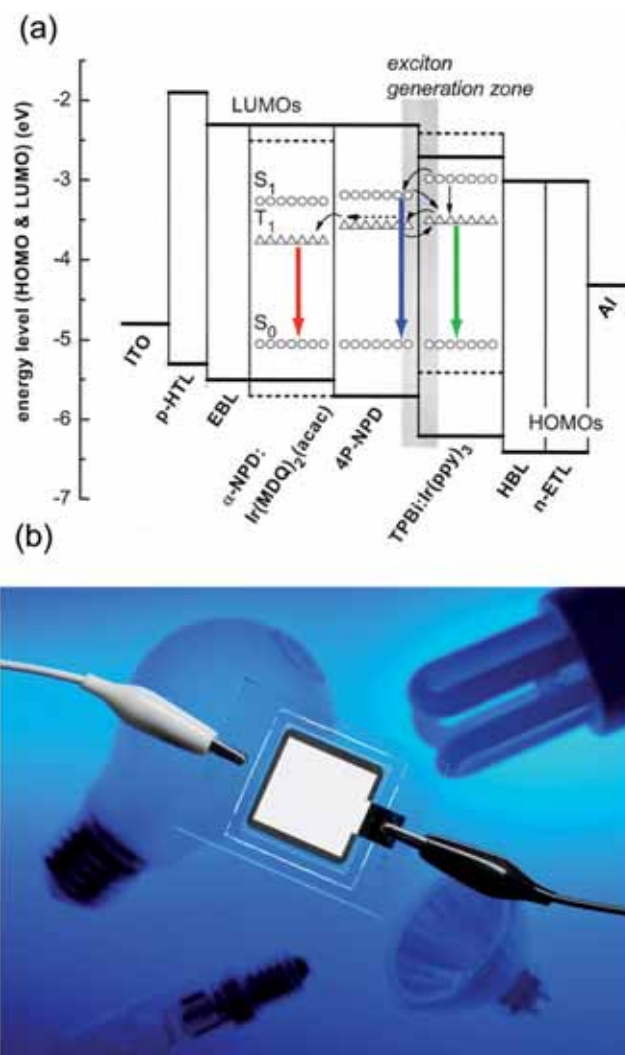 (a)
exciton
generation zone
energy level (HOMO & LUMO) (eV)
-2
-3
-4
-5
-6
-7
LUMOs
S₁
T₁
S₀
ITO
p-HTL
EBL
α-NPD:
Ir(MDQ)₂(acac)
4P-NPD
TPBi:Ir(ppy)₃
HBL
n-ETL
Al
HOMOs
(b)